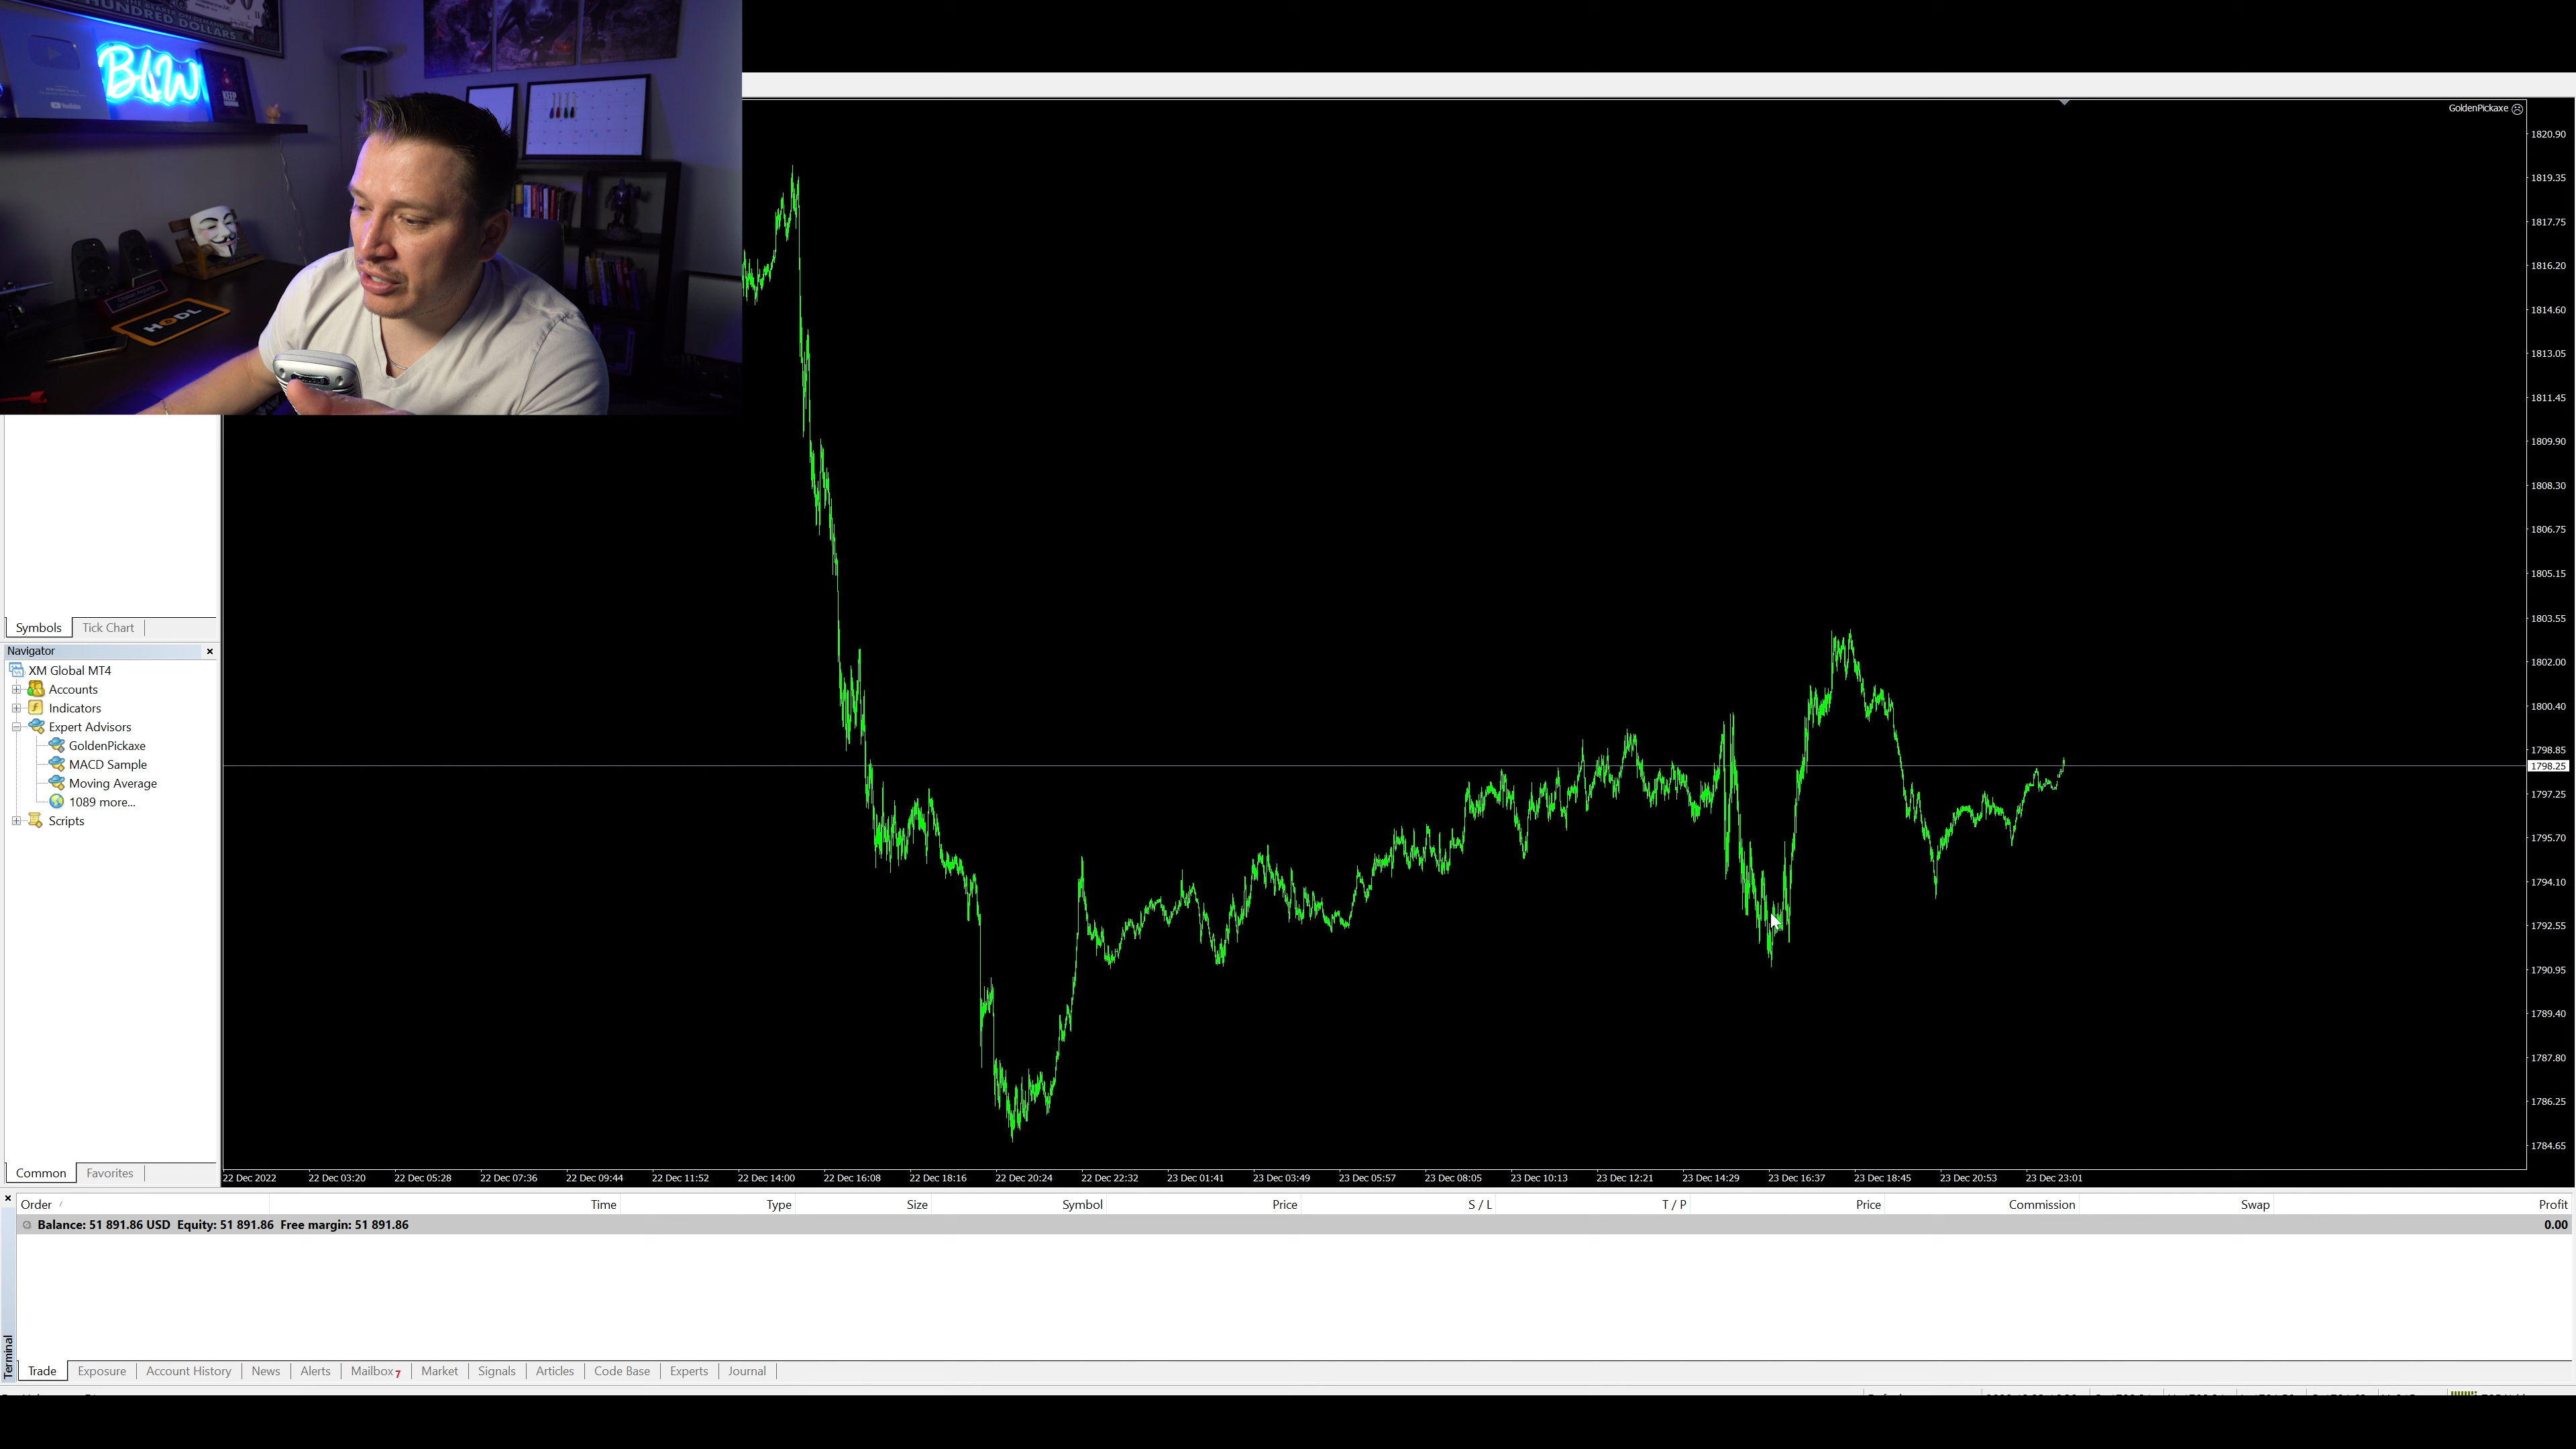 HUNDRED DOLLARS
B&W
YouTube
KEEP
HODL
GoldenPickaxe
1820.90
1819.35
1817.75
1816.20
1814.60
1813.05
1811.45
1809.90
1808.30
1806.75
1805.15
1803.55
1802.00
1800.40
1798.85
1798.25
1797.25
1795.70
1794.10
1792.55
1790.95
1789.40
1787.80
1786.25
1784.65
Symbols Tick Chart
Navigator
XM Global MT4
Accounts
Indicators
Expert Advisors
GoldenPickaxe
MACD Sample
Moving Average
1089 more...
Scripts
Common Favorites
22 Dec 2022 22 Dec 03:20 22 Dec 05:28 22 Dec 07:36 22 Dec 09:44 22 Dec 11:52 22 Dec 14:00 22 Dec 16:08 22 Dec 18:16 22 Dec 20:24 22 Dec 22:32 23 Dec 01:41 23 Dec 03:49 23 Dec 05:57 23 Dec 08:05 23 Dec 10:13 23 Dec 12:21 23 Dec 14:29 23 Dec 16:37 23 Dec 18:45 23 Dec 20:53 23 Dec 23:01
Order / Time Type Size Symbol Price S / L T / P Price Commission Swap Profit
Balance: 51 891.86 USD Equity: 51 891.86 Free margin: 51 891.86 0.00
Terminal
Trade Exposure Account History News Alerts Mailbox 7 Market Signals Articles Code Base Experts Journal